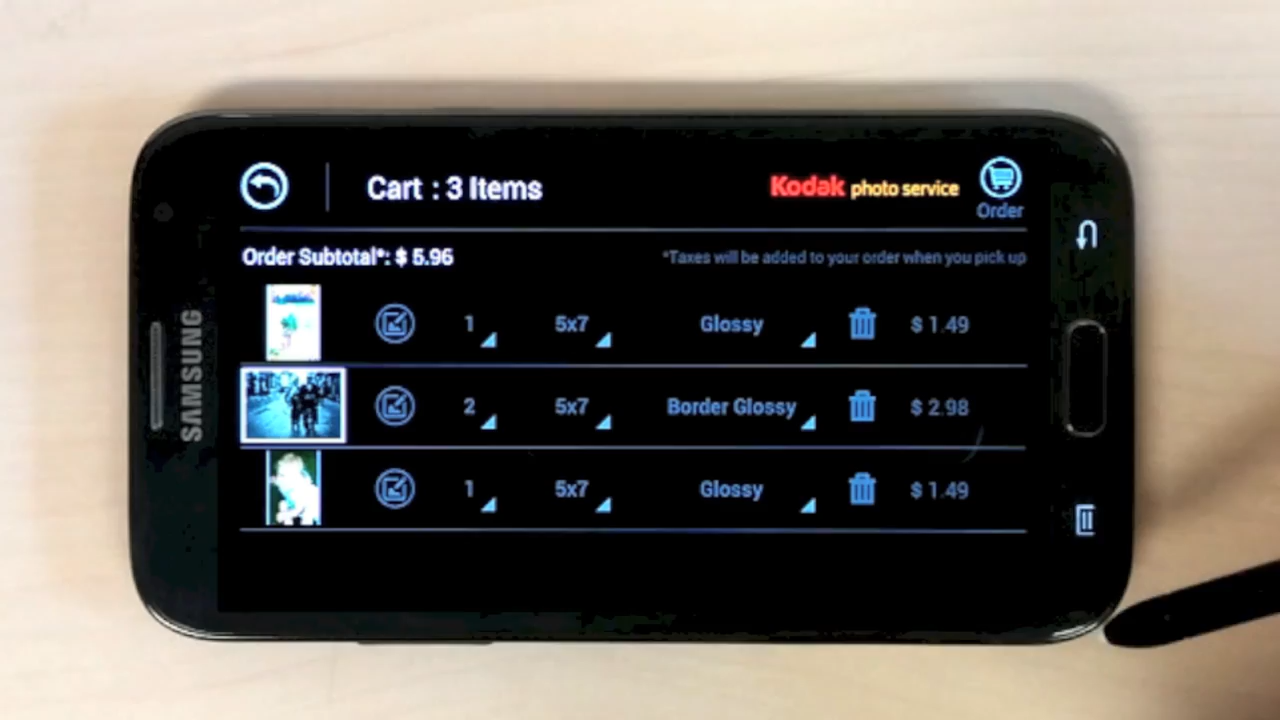 Cart : 3 Items
Kodak photo service
Order
Order Subtotal*: $ 5.96
*Taxes will be added to your order when you pick up
1 5x7 Glossy $ 1.49
2 5x7 Border Glossy $ 2.98
1 5x7 Glossy $ 1.49
SAMSUNG